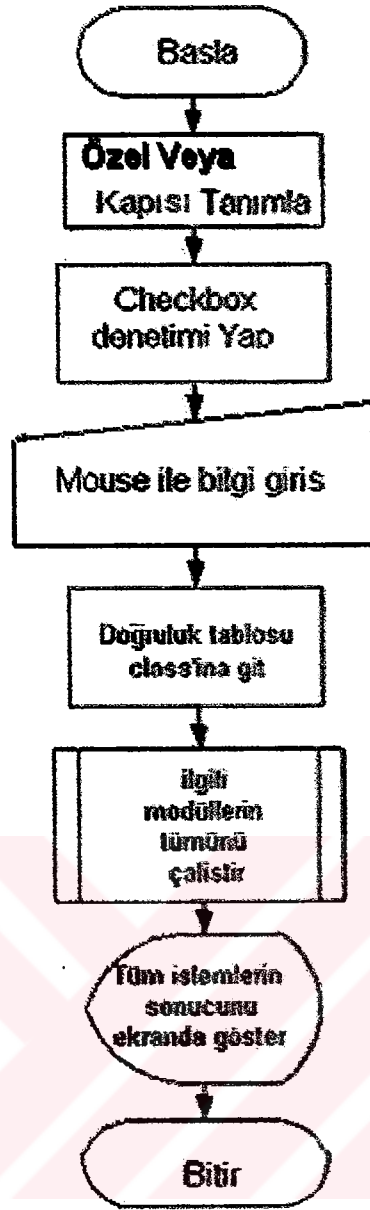 Basla
Özel Veya
Kapısı Tanımla
Checkbox
denetimi Yap
Mouse ile bilgi giris
Doğruluk tablosu
class'ına git
ilgili
modüllerin
tümünü
çalistir
Tüm islemlerin
sonucunu
ekranda göster
Bitir